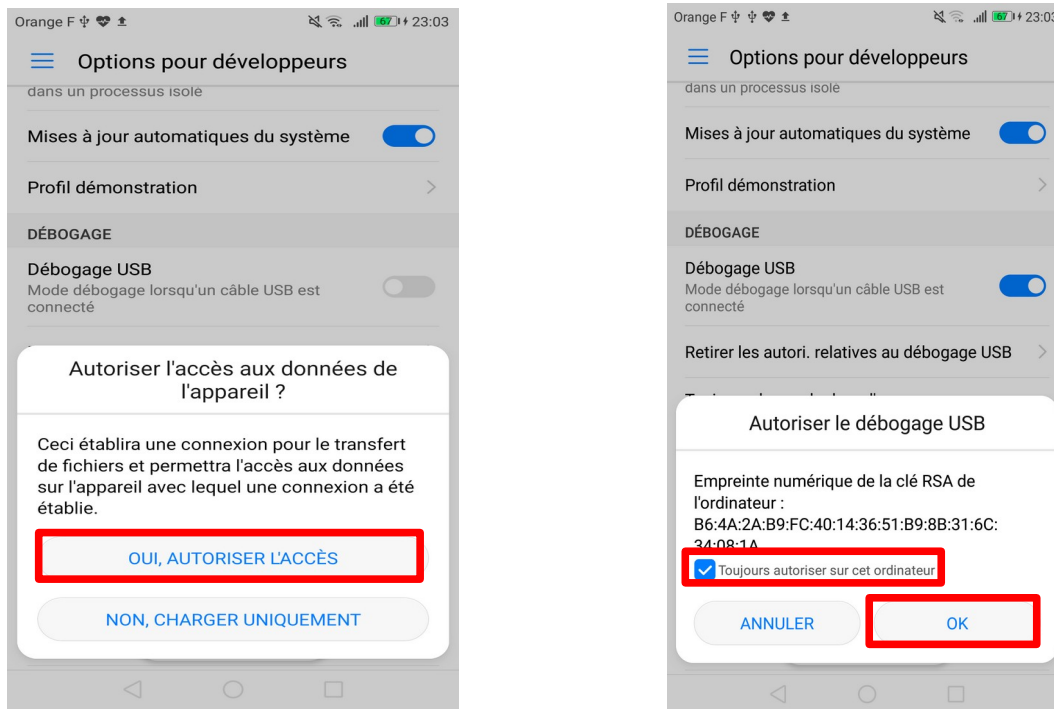 Orange F 67 23:03
Options pour développeurs
dans un processus isolé
Mises à jour automatiques du système
Profil démonstration
DÉBOGAGE
Débogage USB
Mode débogage lorsqu'un câble USB est
connecté
Autoriser l'accès aux données de
l'appareil ?
Ceci établira une connexion pour le transfert
de fichiers et permettra l'accès aux données
sur l'appareil avec lequel une connexion a été
établie.
OUI, AUTORISER L'ACCÈS
NON, CHARGER UNIQUEMENT
Orange F 67 23:03
Options pour développeurs
dans un processus isolé
Mises à jour automatiques du système
Profil démonstration
DÉBOGAGE
Débogage USB
Mode débogage lorsqu'un câble USB est
connecté
Retirer les autori. relatives au débogage USB
Autoriser le débogage USB
Empreinte numérique de la clé RSA de
l'ordinateur :
B6:4A:2A:B9:FC:40:14:36:51:B9:8B:31:6C:
34:08:1A
Toujours autoriser sur cet ordinateur
ANNULER OK